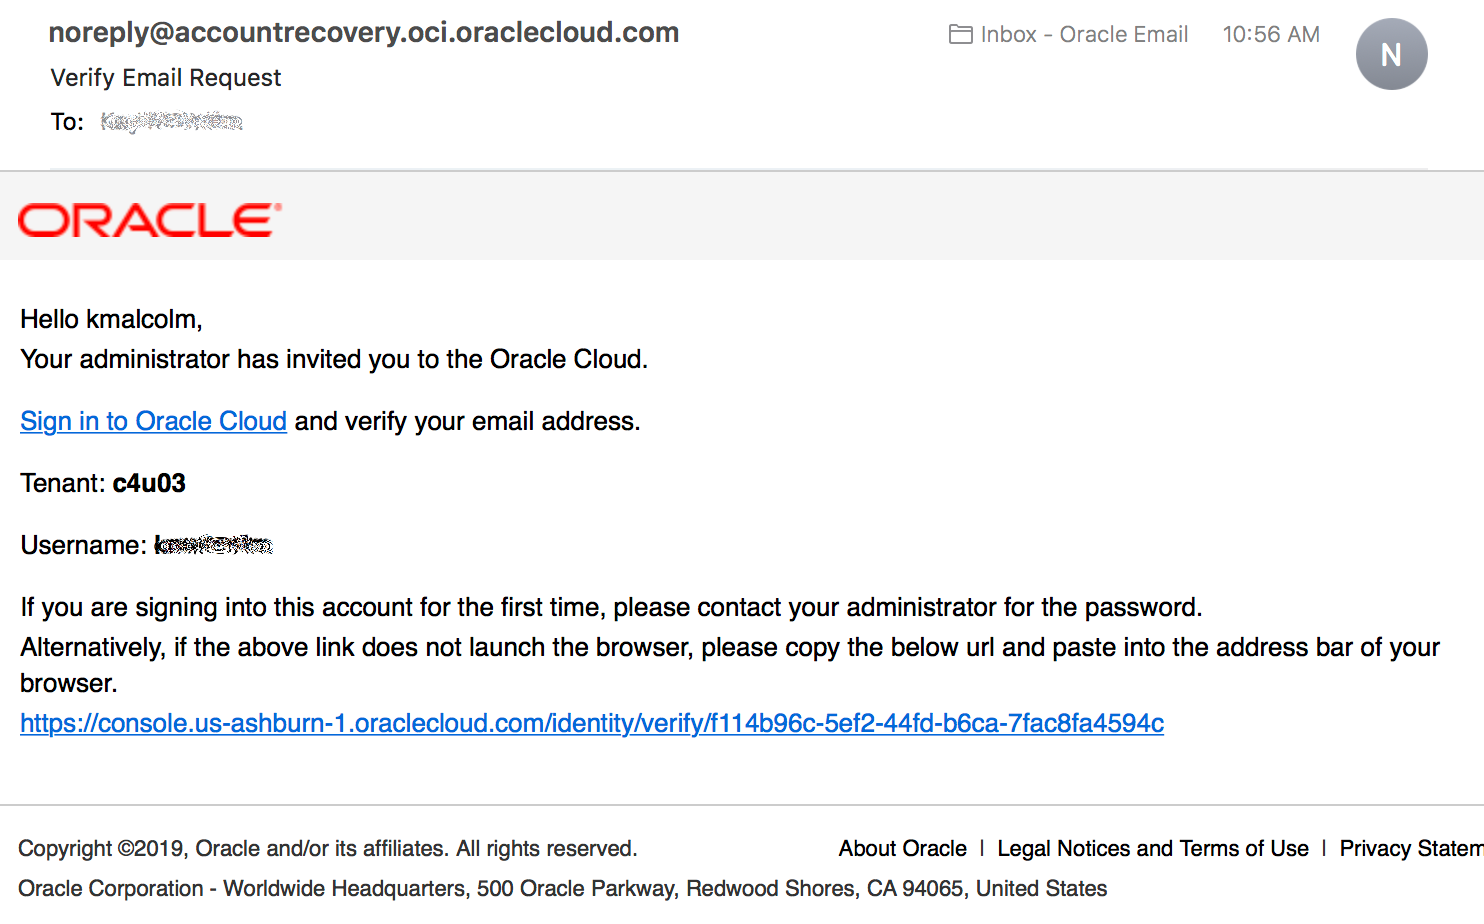 noreply@accountrecovery.oci.oraclecloud.com
Inbox - Oracle Email
10:56 AM
N
Verify Email Request
To:
ORACLE
Hello kmalcolm,
Your administrator has invited you to the Oracle Cloud.
Sign in to Oracle Cloud and verify your email address.
Tenant: c4u03
Username:
If you are signing into this account for the first time, please contact your administrator for the password.
Alternatively, if the above link does not launch the browser, please copy the below url and paste into the address bar of your
browser.
https://console.us-ashburn-1.oraclecloud.com/identity/verify/f114b96c-5ef2-44fd-b6ca-7fac8fa4594c
Copyright ©2019, Oracle and/or its affiliates. All rights reserved.
About Oracle | Legal Notices and Terms of Use | Privacy Statem
Oracle Corporation - Worldwide Headquarters, 500 Oracle Parkway, Redwood Shores, CA 94065, United States